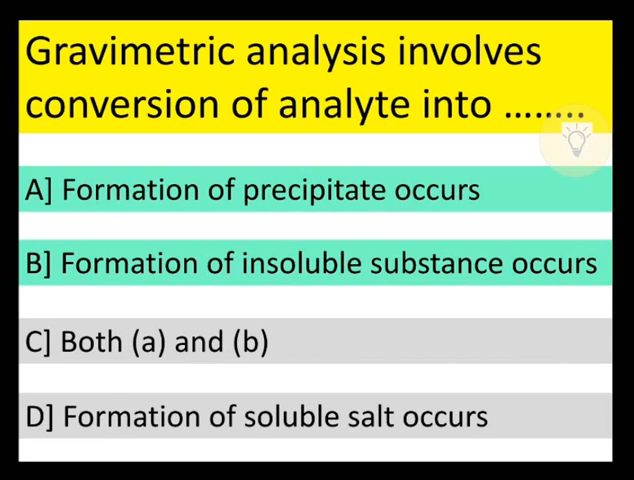 Gravimetric analysis involves
conversion of analyte into ........
A] Formation of precipitate occurs
B] Formation of insoluble substance occurs
C] Both (a) and (b)
D] Formation of soluble salt occurs